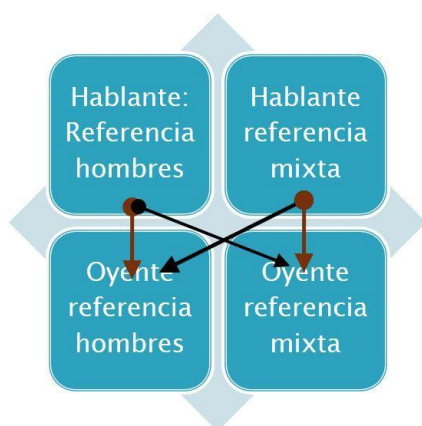 Hablante:
Referencia
hombres
Hablante
referencia
mixta
Oyente
referencia
hombres
Oyente
referencia
mixta